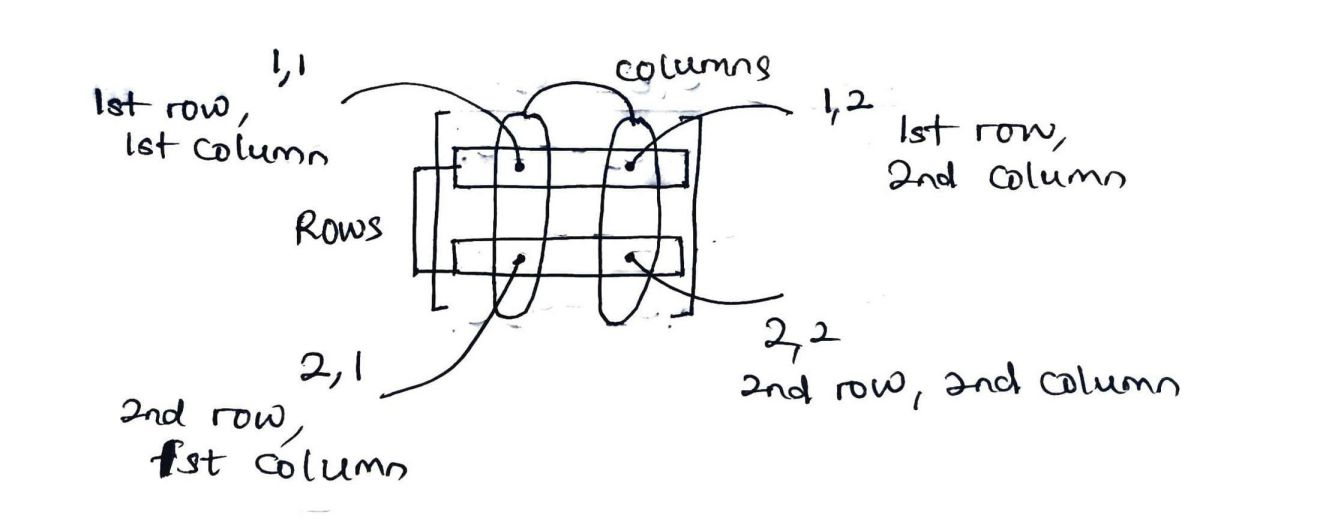 1,1
1st row,
1st column
columns
1,2
1st row,
2nd column
Rows
2,1
2nd row,
1st column
2,2
2nd row, 2nd column